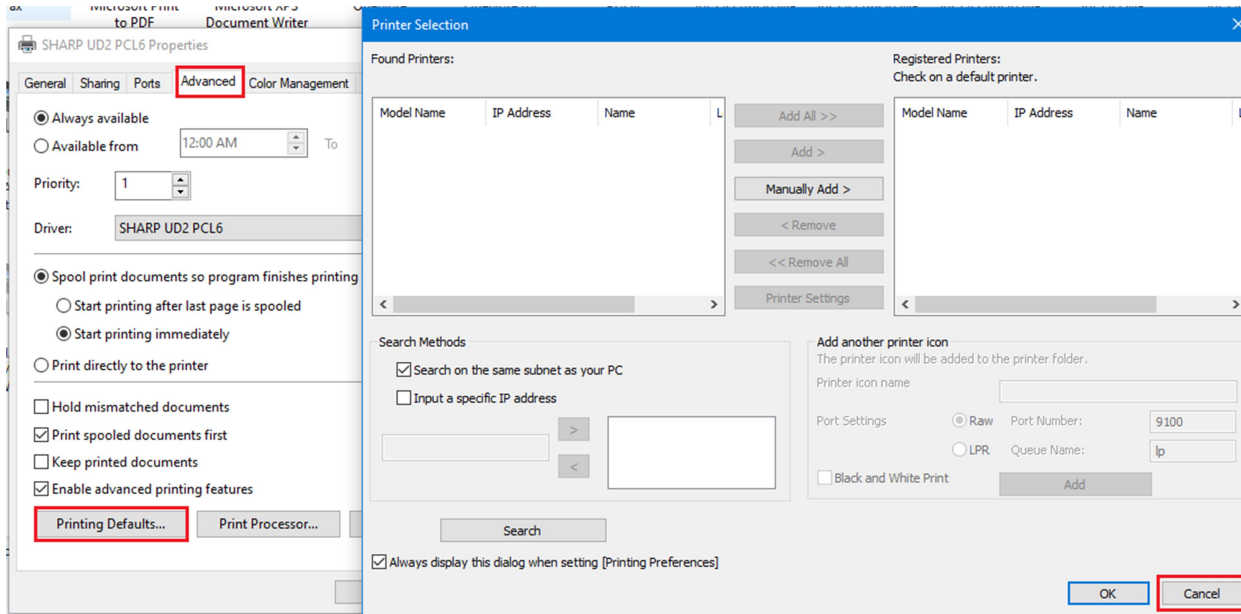 ax
Microsoft Print
to PDF
Microsoft XPS
Document Writer
SHARP UD2 PCL6 Properties
General Sharing Ports Advanced Color Management
Always available
Available from 12:00 AM To
Priority: 1
Driver: SHARP UD2 PCL6
Spool print documents so program finishes printing
Start printing after last page is spooled
Start printing immediately
Print directly to the printer
Hold mismatched documents
Print spooled documents first
Keep printed documents
Enable advanced printing features
Printing Defaults... Print Processor...
Printer Selection
Found Printers:
Model Name IP Address Name L
Add All >>
Add >
Manually Add >
< Remove
<< Remove All
Printer Settings
Registered Printers:
Check on a default printer.
Model Name IP Address Name
Search Methods
Search on the same subnet as your PC
Input a specific IP address
>
<
Search
Add another printer icon
The printer icon will be added to the printer folder.
Printer icon name
Port Settings Raw Port Number: 9100
LPR Queue Name: lp
Black and White Print Add
Always display this dialog when setting [Printing Preferences]
OK Cancel